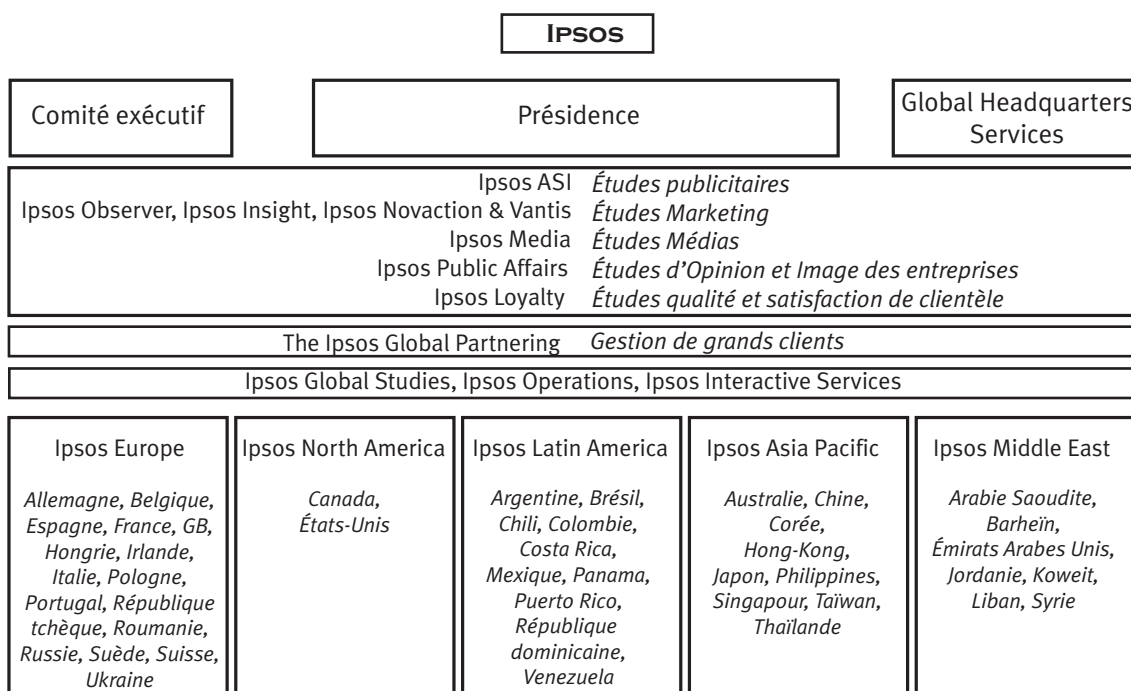 IPSOS
Comité exécutif
Présidence
Global Headquarters
Services
Ipsos ASI Études publicitaires
Ipsos Observer, Ipsos Insight, Ipsos Novaction & Vantis Études Marketing
Ipsos Media Études Médias
Ipsos Public Affairs Études d’Opinion et Image des entreprises
Ipsos Loyalty Études qualité et satisfaction de clientèle
The Ipsos Global Partnering Gestion de grands clients
Ipsos Global Studies, Ipsos Operations, Ipsos Interactive Services
Ipsos Europe
Allemagne, Belgique,
Espagne, France, GB,
Hongrie, Irlande,
Italie, Pologne,
Portugal, République
tchèque, Roumanie,
Russie, Suède, Suisse,
Ukraine
Ipsos North America
Canada,
États-Unis
Ipsos Latin America
Argentine, Brésil,
Chili, Colombie,
Costa Rica,
Mexique, Panama,
Puerto Rico,
République
dominicaine,
Venezuela
Ipsos Asia Pacific
Australie, Chine,
Corée,
Hong-Kong,
Japon, Philippines,
Singapour, Taïwan,
Thaïlande
Ipsos Middle East
Arabie Saoudite,
Barheïn,
Émirats Arabes Unis,
Jordanie, Koweit,
Liban, Syrie